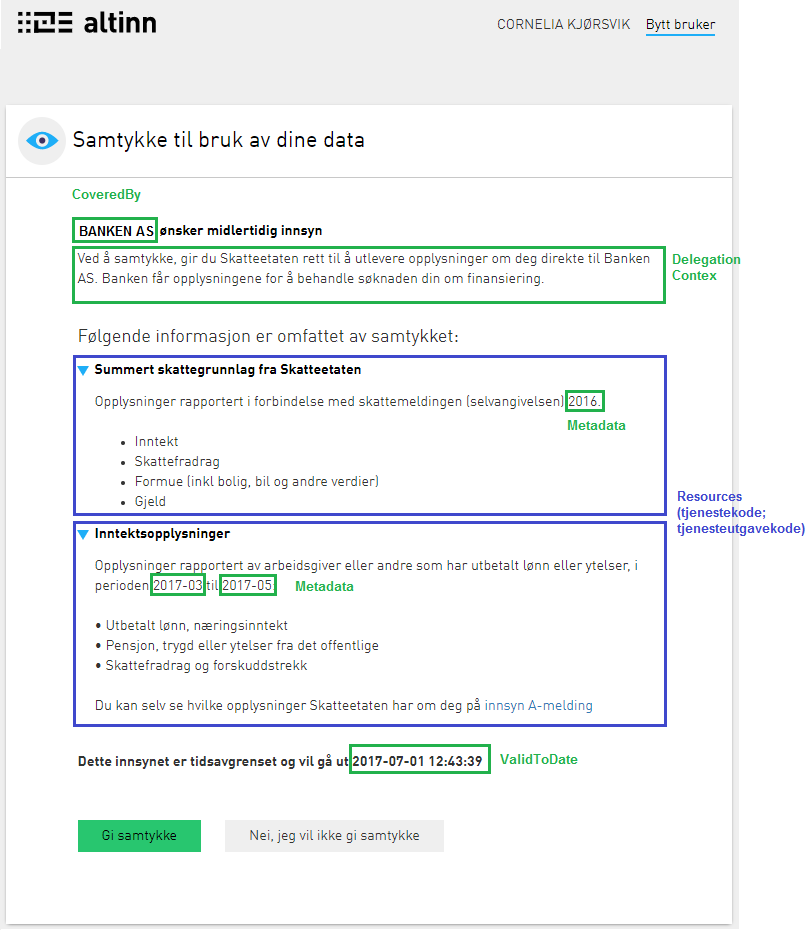 altinn
CORNELIA KJØRSVIK Bytt bruker
Samtykke til bruk av dine data
CoveredBy
BANKEN AS ønsker midlertidig innsyn
Ved å samtykke, gir du Skatteetaten rett til å utlevere opplysninger om deg direkte til Banken
AS. Banken får opplysningene for å behandle søknaden din om finansiering.
Delegation
Contex
Følgende informasjon er omfattet av samtykket:
Summert skattegrunnlag fra Skatteetaten
Opplysninger rapportert i forbindelse med skattemeldingen (selvangivelsen) 2016.
Metadata
• Inntekt
• Skattefradrag
• Formue (inkl bolig, bil og andre verdier)
• Gjeld
Resources
(tjenestekode;
tjenesteutgavekode)
Inntektsopplysninger
Opplysninger rapportert av arbeidsgiver eller andre som har utbetalt lønn eller ytelser, i
perioden 2017-03 til 2017-05. Metadata
• Utbetalt lønn, næringsinntekt
• Pensjon, trygd eller ytelser fra det offentlige
• Skattefradrag og forskuddstrekk
Du kan selv se hvilke opplysninger Skatteetaten har om deg på innsyn A-melding
Dette innsynet er tidsavgrenset og vil gå ut 2017-07-01 12:43:39 ValidToDate
Gi samtykke Nei, jeg vil ikke gi samtykke